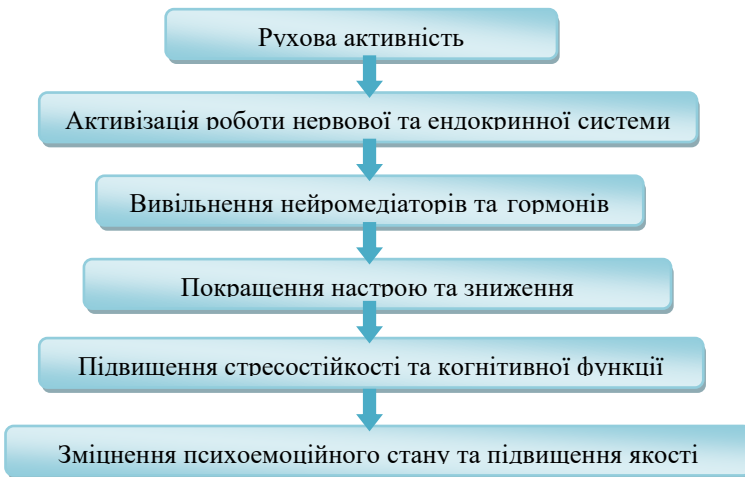 Рухова активність
Активізація роботи нервової та ендокринної системи
Вивільнення нейромедіаторів та гормонів
Покращення настрою та зниження
Підвищення стресостійкості та когнітивної функції
Зміцнення психоемоційного стану та підвищення якості